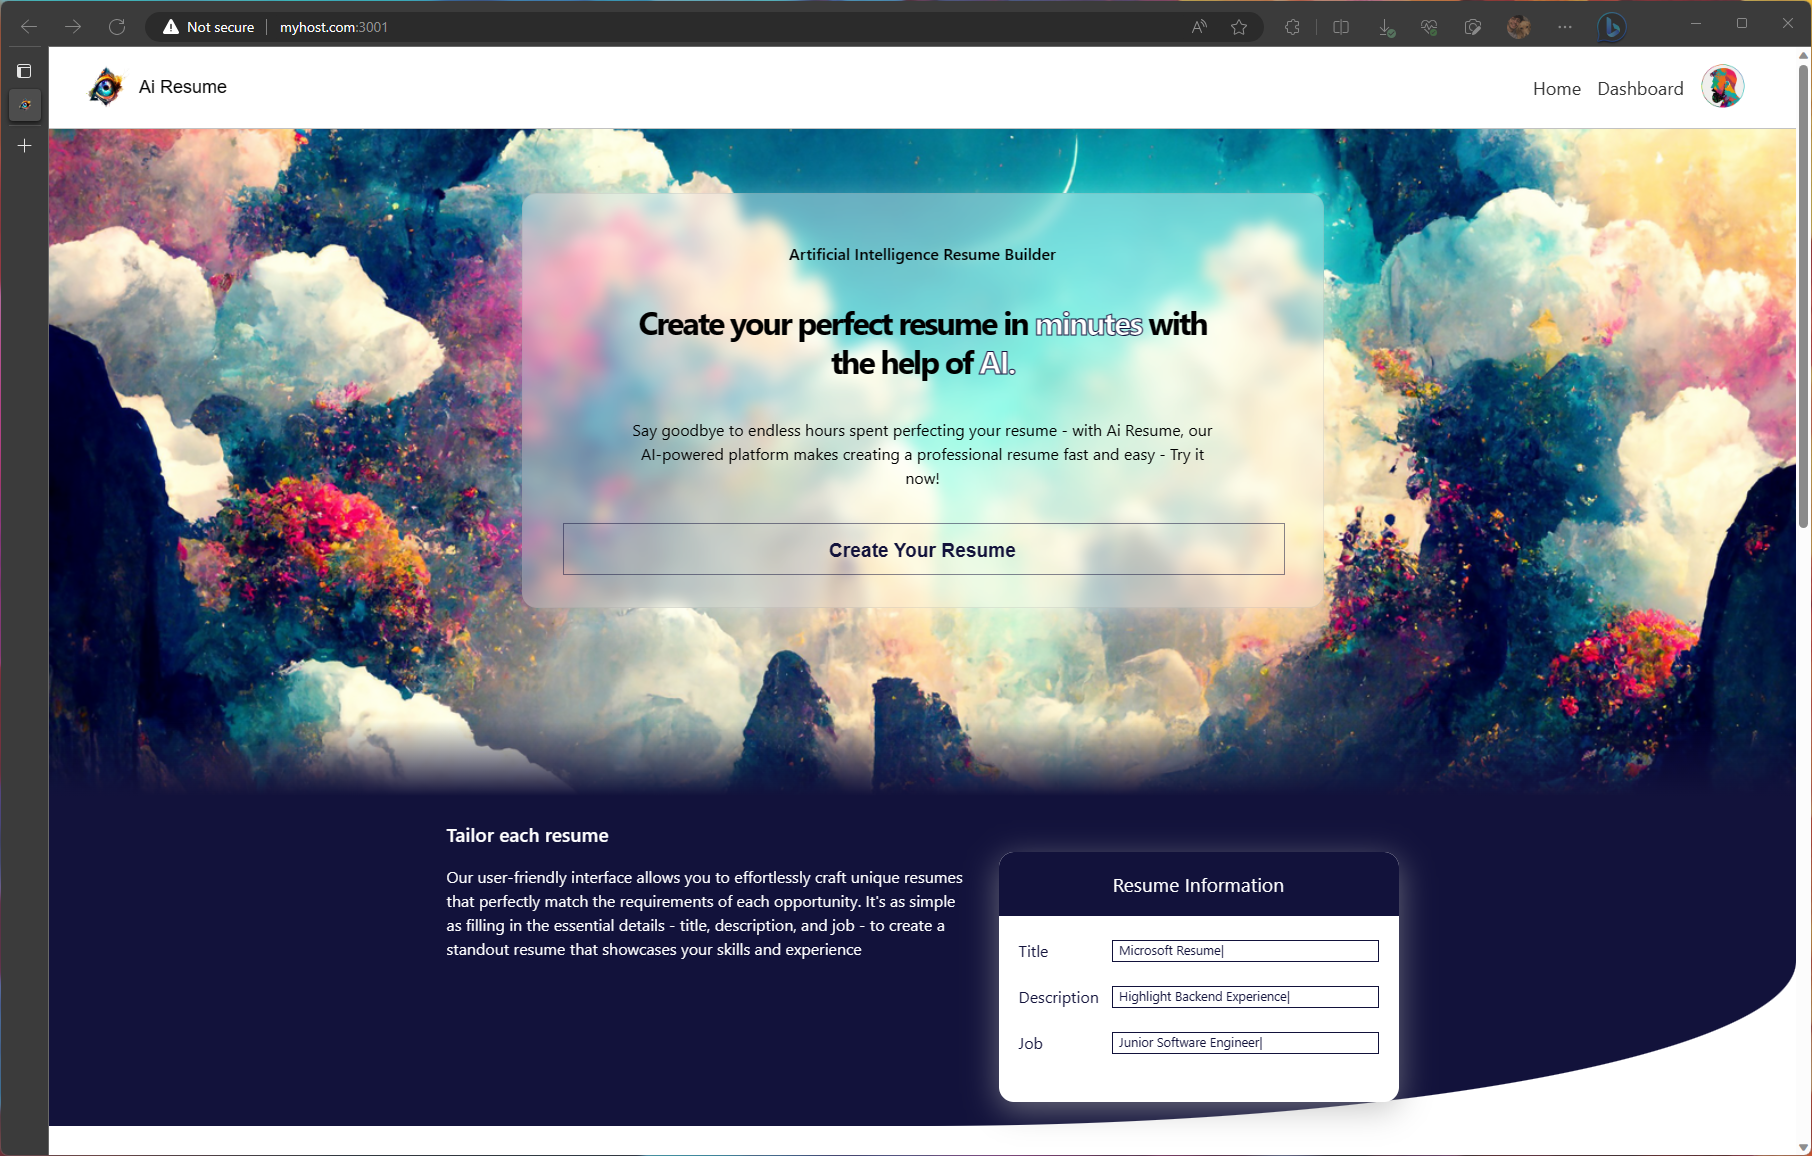 Not secure
myhost.com:3001
Ai Resume
Home
Dashboard
Artificial Intelligence Resume Builder
Create your perfect resume in minutes with
the help of AI.
Say goodbye to endless hours spent perfecting your resume - with Ai Resume, our
AI-powered platform makes creating a professional resume fast and easy - Try it
now!
Create Your Resume
Tailor each resume
Our user-friendly interface allows you to effortlessly craft unique resumes
that perfectly match the requirements of each opportunity. It's as simple
as filling in the essential details - title, description, and job - to create a
standout resume that showcases your skills and experience
Resume Information
Title
Microsoft Resume|
Description
Highlight Backend Experience|
Job
Junior Software Engineer|